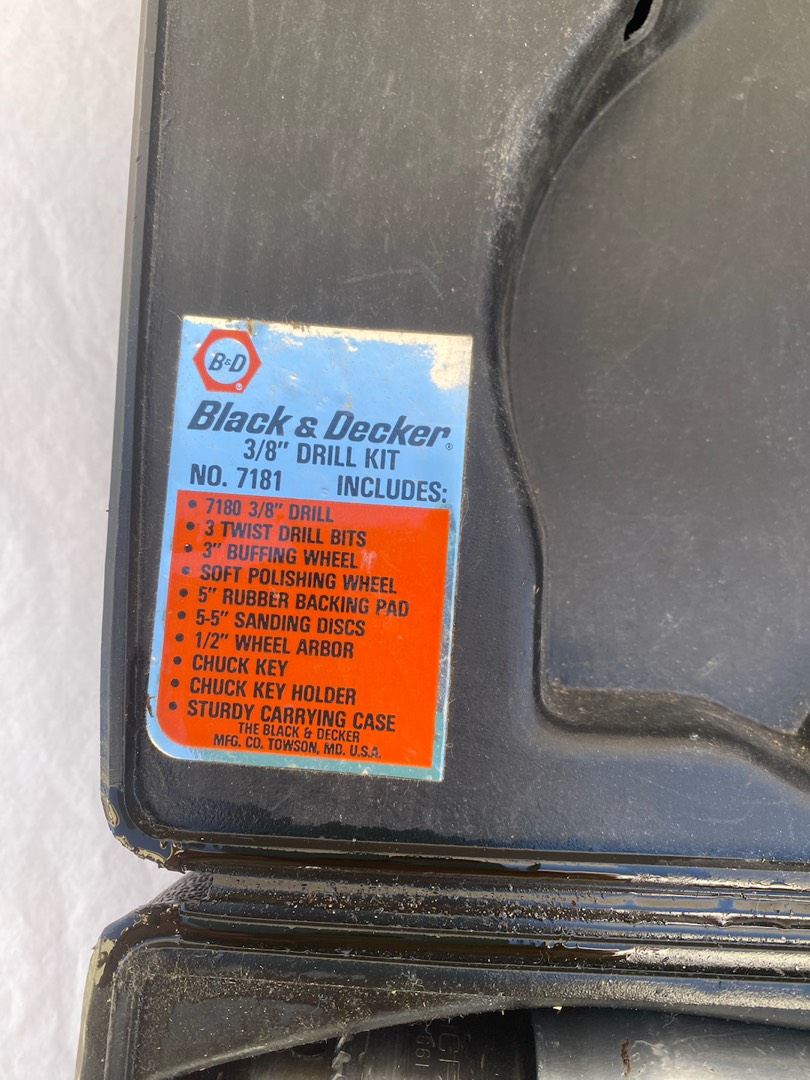 B&D
®
Black & Decker®
3/8" DRILL KIT
NO. 7181 INCLUDES:
• 7180 3/8" DRILL
• 3 TWIST DRILL BITS
• 3" BUFFING WHEEL
• SOFT POLISHING WHEEL
• 5" RUBBER BACKING PAD
• 5-5" SANDING DISCS
• 1/2" WHEEL ARBOR
• CHUCK KEY
• CHUCK KEY HOLDER
• STURDY CARRYING CASE
THE BLACK & DECKER
MFG. CO. TOWSON, MD. U.S.A.